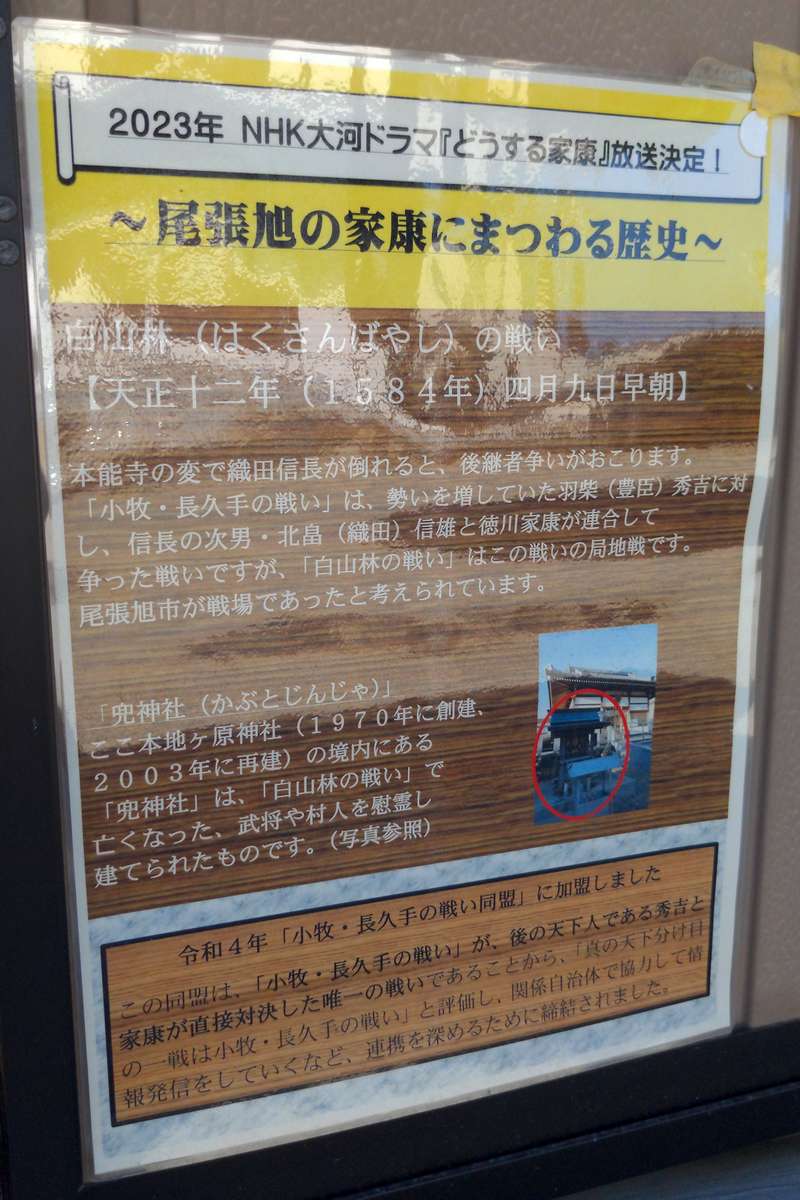 2023年 NHK大河ドラマ『どうする家康』放送決定！
～尾張旭の家康にまつわる歴史～
白山林（はくさんばやし）の戦い
【天正十二年（１５８４年）四月九日早朝】
本能寺の変で織田信長が倒れると、後継者争いがおこります。
「小牧・長久手の戦い」は、勢いを増していた羽柴（豊臣）秀吉に対
し、信長の次男・北畠（織田）信雄と徳川家康が連合して
争った戦いですが、「白山林の戦い」はこの戦いの局地戦です。
尾張旭市が戦場であったと考えられています。
「兜神社（かぶとじんじゃ）」
ここ本地ヶ原神社（１９７０年に創建、
２００３年に再建）の境内にある
「兜神社」は、「白山林の戦い」で
亡くなった、武将や村人を慰霊し
建てられたものです。（写真参照）
令和４年「小牧・長久手の戦い同盟」に加盟しました
この同盟は、「小牧・長久手の戦い」が、後の天下人である秀吉と
家康が直接対決した唯一の戦いであることから、「真の天下分け目
の一戦は小牧・長久手の戦い」と評価し、関係自治体で協力して情
報発信をしていくなど、連携を深めるために締結されました。